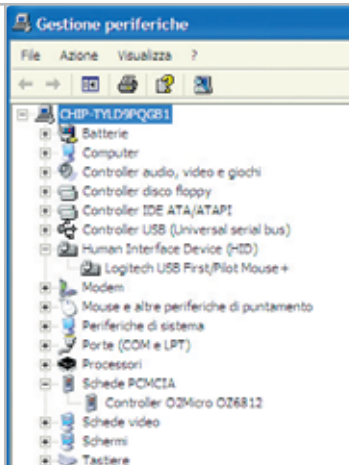 Gestione periferiche
File Azione Visualizza ?
CHIP-TYLD9PQGB1
Batterie
Computer
Controller audio, video e giochi
Controller disco floppy
Controller IDE ATA/ATAPI
Controller USB (Universal serial bus)
Human Interface Device (HID)
Logitech USB First/Pilot Mouse+
Modem
Mouse e altre periferiche di puntamento
Periferiche di sistema
Porte (COM e LPT)
Processori
Schede PCMCIA
Controller O2Micro OZ6812
Schede video
Schermi
Tastiere